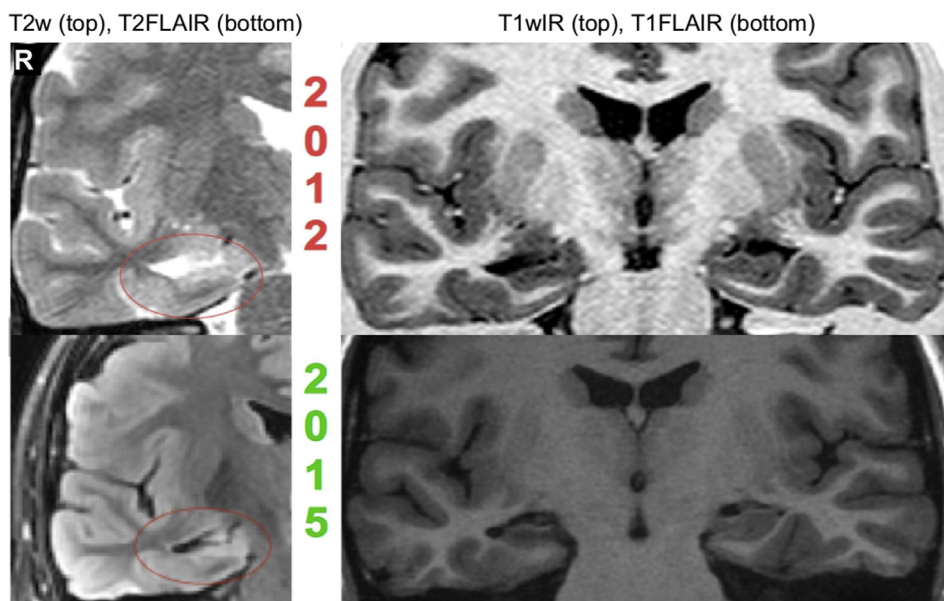 T2w (top), T2FLAIR (bottom)
T1wIR (top), T1FLAIR (bottom)
R
2
0
1
2
2
0
1
5